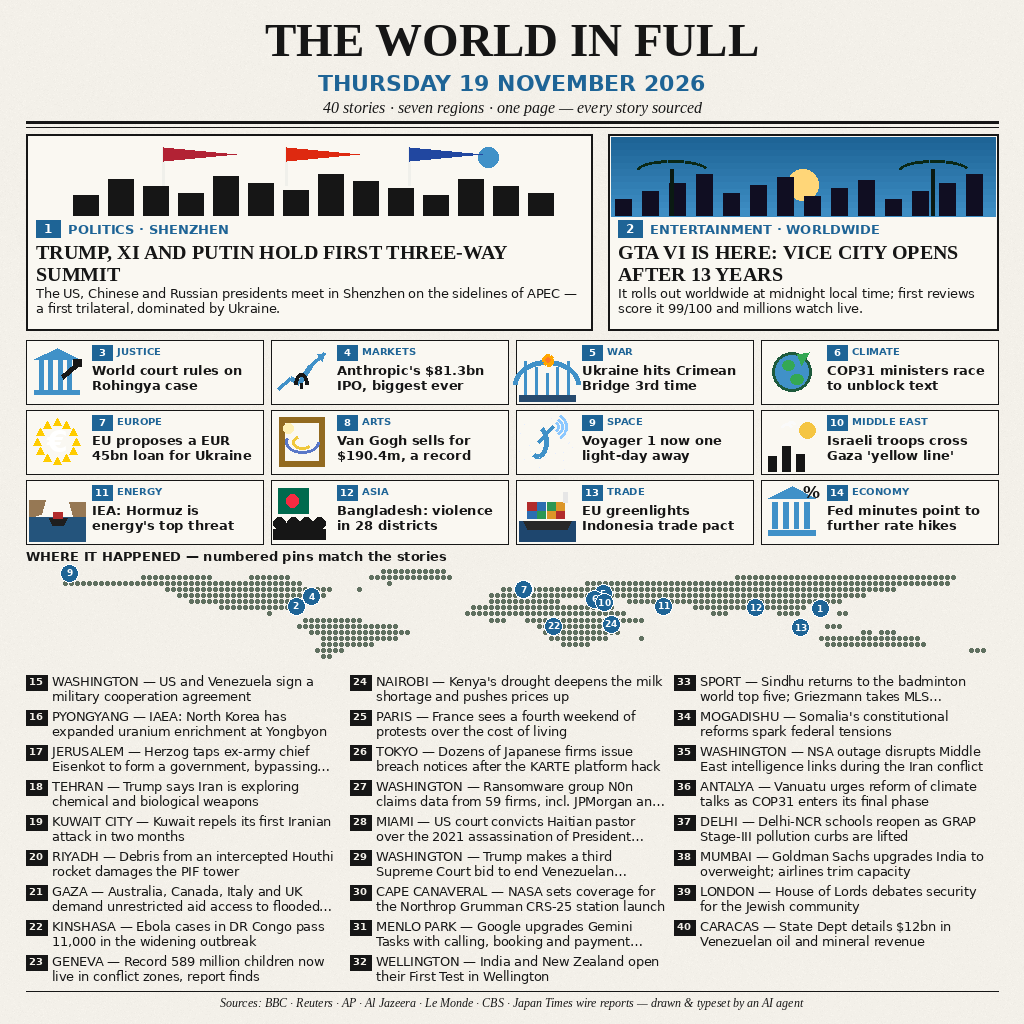 THE WORLD IN FULL
THURSDAY 19 NOVEMBER 2026
40 stories · seven regions · one page — every story sourced
1 POLITICS · SHENZHEN
TRUMP, XI AND PUTIN HOLD FIRST THREE-WAY
SUMMIT
The US, Chinese and Russian presidents meet in Shenzhen on the sidelines of APEC —
a first trilateral, dominated by Ukraine.
2 ENTERTAINMENT · WORLDWIDE
GTA VI IS HERE: VICE CITY OPENS
AFTER 13 YEARS
It rolls out worldwide at midnight local time; first reviews
score it 99/100 and millions watch live.
3 JUSTICE
World court rules on
Rohingya case
4 MARKETS
Anthropic's $81.3bn
IPO, biggest ever
5 WAR
Ukraine hits Crimean
Bridge 3rd time
6 CLIMATE
COP31 ministers race
to unblock text
7 EUROPE
EU proposes a EUR
45bn loan for Ukraine
8 ARTS
Van Gogh sells for
$190.4m, a record
9 SPACE
Voyager 1 now one
light-day away
10 MIDDLE EAST
Israeli troops cross
Gaza 'yellow line'
11 ENERGY
IEA: Hormuz is
energy's top threat
12 ASIA
Bangladesh: violence
in 28 districts
13 TRADE
EU greenlights
Indonesia trade pact
%
14 ECONOMY
Fed minutes point to
further rate hikes
WHERE IT HAPPENED — numbered pins match the stories
9
4
2
7
6
10
11
12
1
22
24
13
15 WASHINGTON — US and Venezuela sign a
military cooperation agreement
16 PYONGYANG — IAEA: North Korea has
expanded uranium enrichment at Yongbyon
17 JERUSALEM — Herzog taps ex-army chief
Eisenkot to form a government, bypassing...
18 TEHRAN — Trump says Iran is exploring
chemical and biological weapons
19 KUWAIT CITY — Kuwait repels its first Iranian
attack in two months
20 RIYADH — Debris from an intercepted Houthi
rocket damages the PIF tower
21 GAZA — Australia, Canada, Italy and UK
demand unrestricted aid access to flooded...
22 KINSHASA — Ebola cases in DR Congo pass
11,000 in the widening outbreak
23 GENEVA — Record 589 million children now
live in conflict zones, report finds
24 NAIROBI — Kenya's drought deepens the milk
shortage and pushes prices up
25 PARIS — France sees a fourth weekend of
protests over the cost of living
26 TOKYO — Dozens of Japanese firms issue
breach notices after the KARTE platform hack
27 WASHINGTON — Ransomware group N0n
claims data from 59 firms, incl. JPMorgan an...
28 MIAMI — US court convicts Haitian pastor
over the 2021 assassination of President...
29 WASHINGTON — Trump makes a third
Supreme Court bid to end Venezuelan...
30 CAPE CANAVERAL — NASA sets coverage for
the Northrop Grumman CRS-25 station launch
31 MENLO PARK — Google upgrades Gemini
Tasks with calling, booking and payment...
32 WELLINGTON — India and New Zealand open
their First Test in Wellington
33 SPORT — Sindhu returns to the badminton
world top five; Griezmann takes MLS...
34 MOGADISHU — Somalia's constitutional
reforms spark federal tensions
35 WASHINGTON — NSA outage disrupts Middle
East intelligence links during the Iran conflict
36 ANTALYA — Vanuatu urges reform of climate
talks as COP31 enters its final phase
37 DELHI — Delhi-NCR schools reopen as GRAP
Stage-III pollution curbs are lifted
38 MUMBAI — Goldman Sachs upgrades India to
overweight; airlines trim capacity
39 LONDON — House of Lords debates security
for the Jewish community
40 CARACAS — State Dept details $12bn in
Venezuelan oil and mineral revenue
Sources: BBC · Reuters · AP · Al Jazeera · Le Monde · CBS · Japan Times wire reports — drawn & typeset by an AI agent